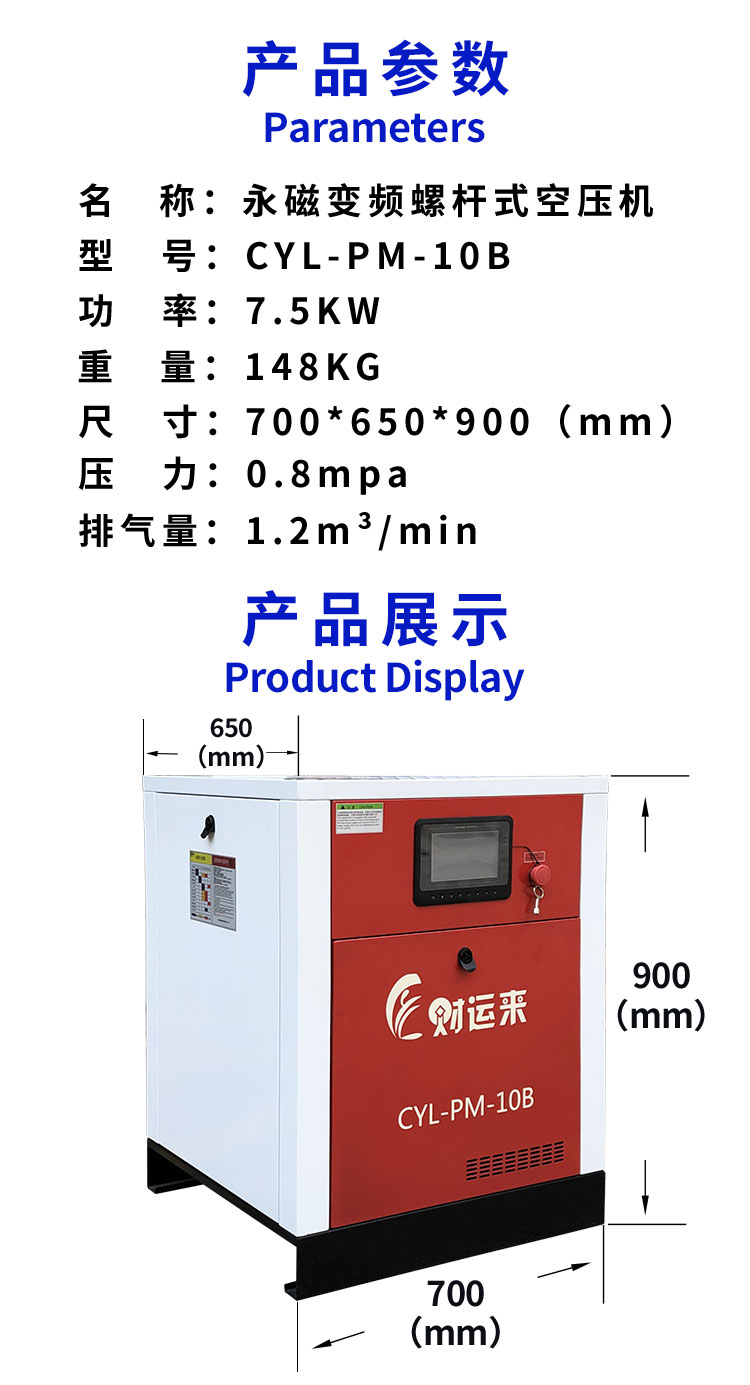 产品参数
Parameters
名 称：永磁变频螺杆式空压机
型 号：CYL-PM-10B
功 率：7.5KW
重 量：148KG
尺 寸：700*650*900（mm）
压 力：0.8mpa
排气量：1.2m³/min
产品展示
Product Display
650
（mm）
900
（mm）
财运来
CYL-PM-10B
700
（mm）